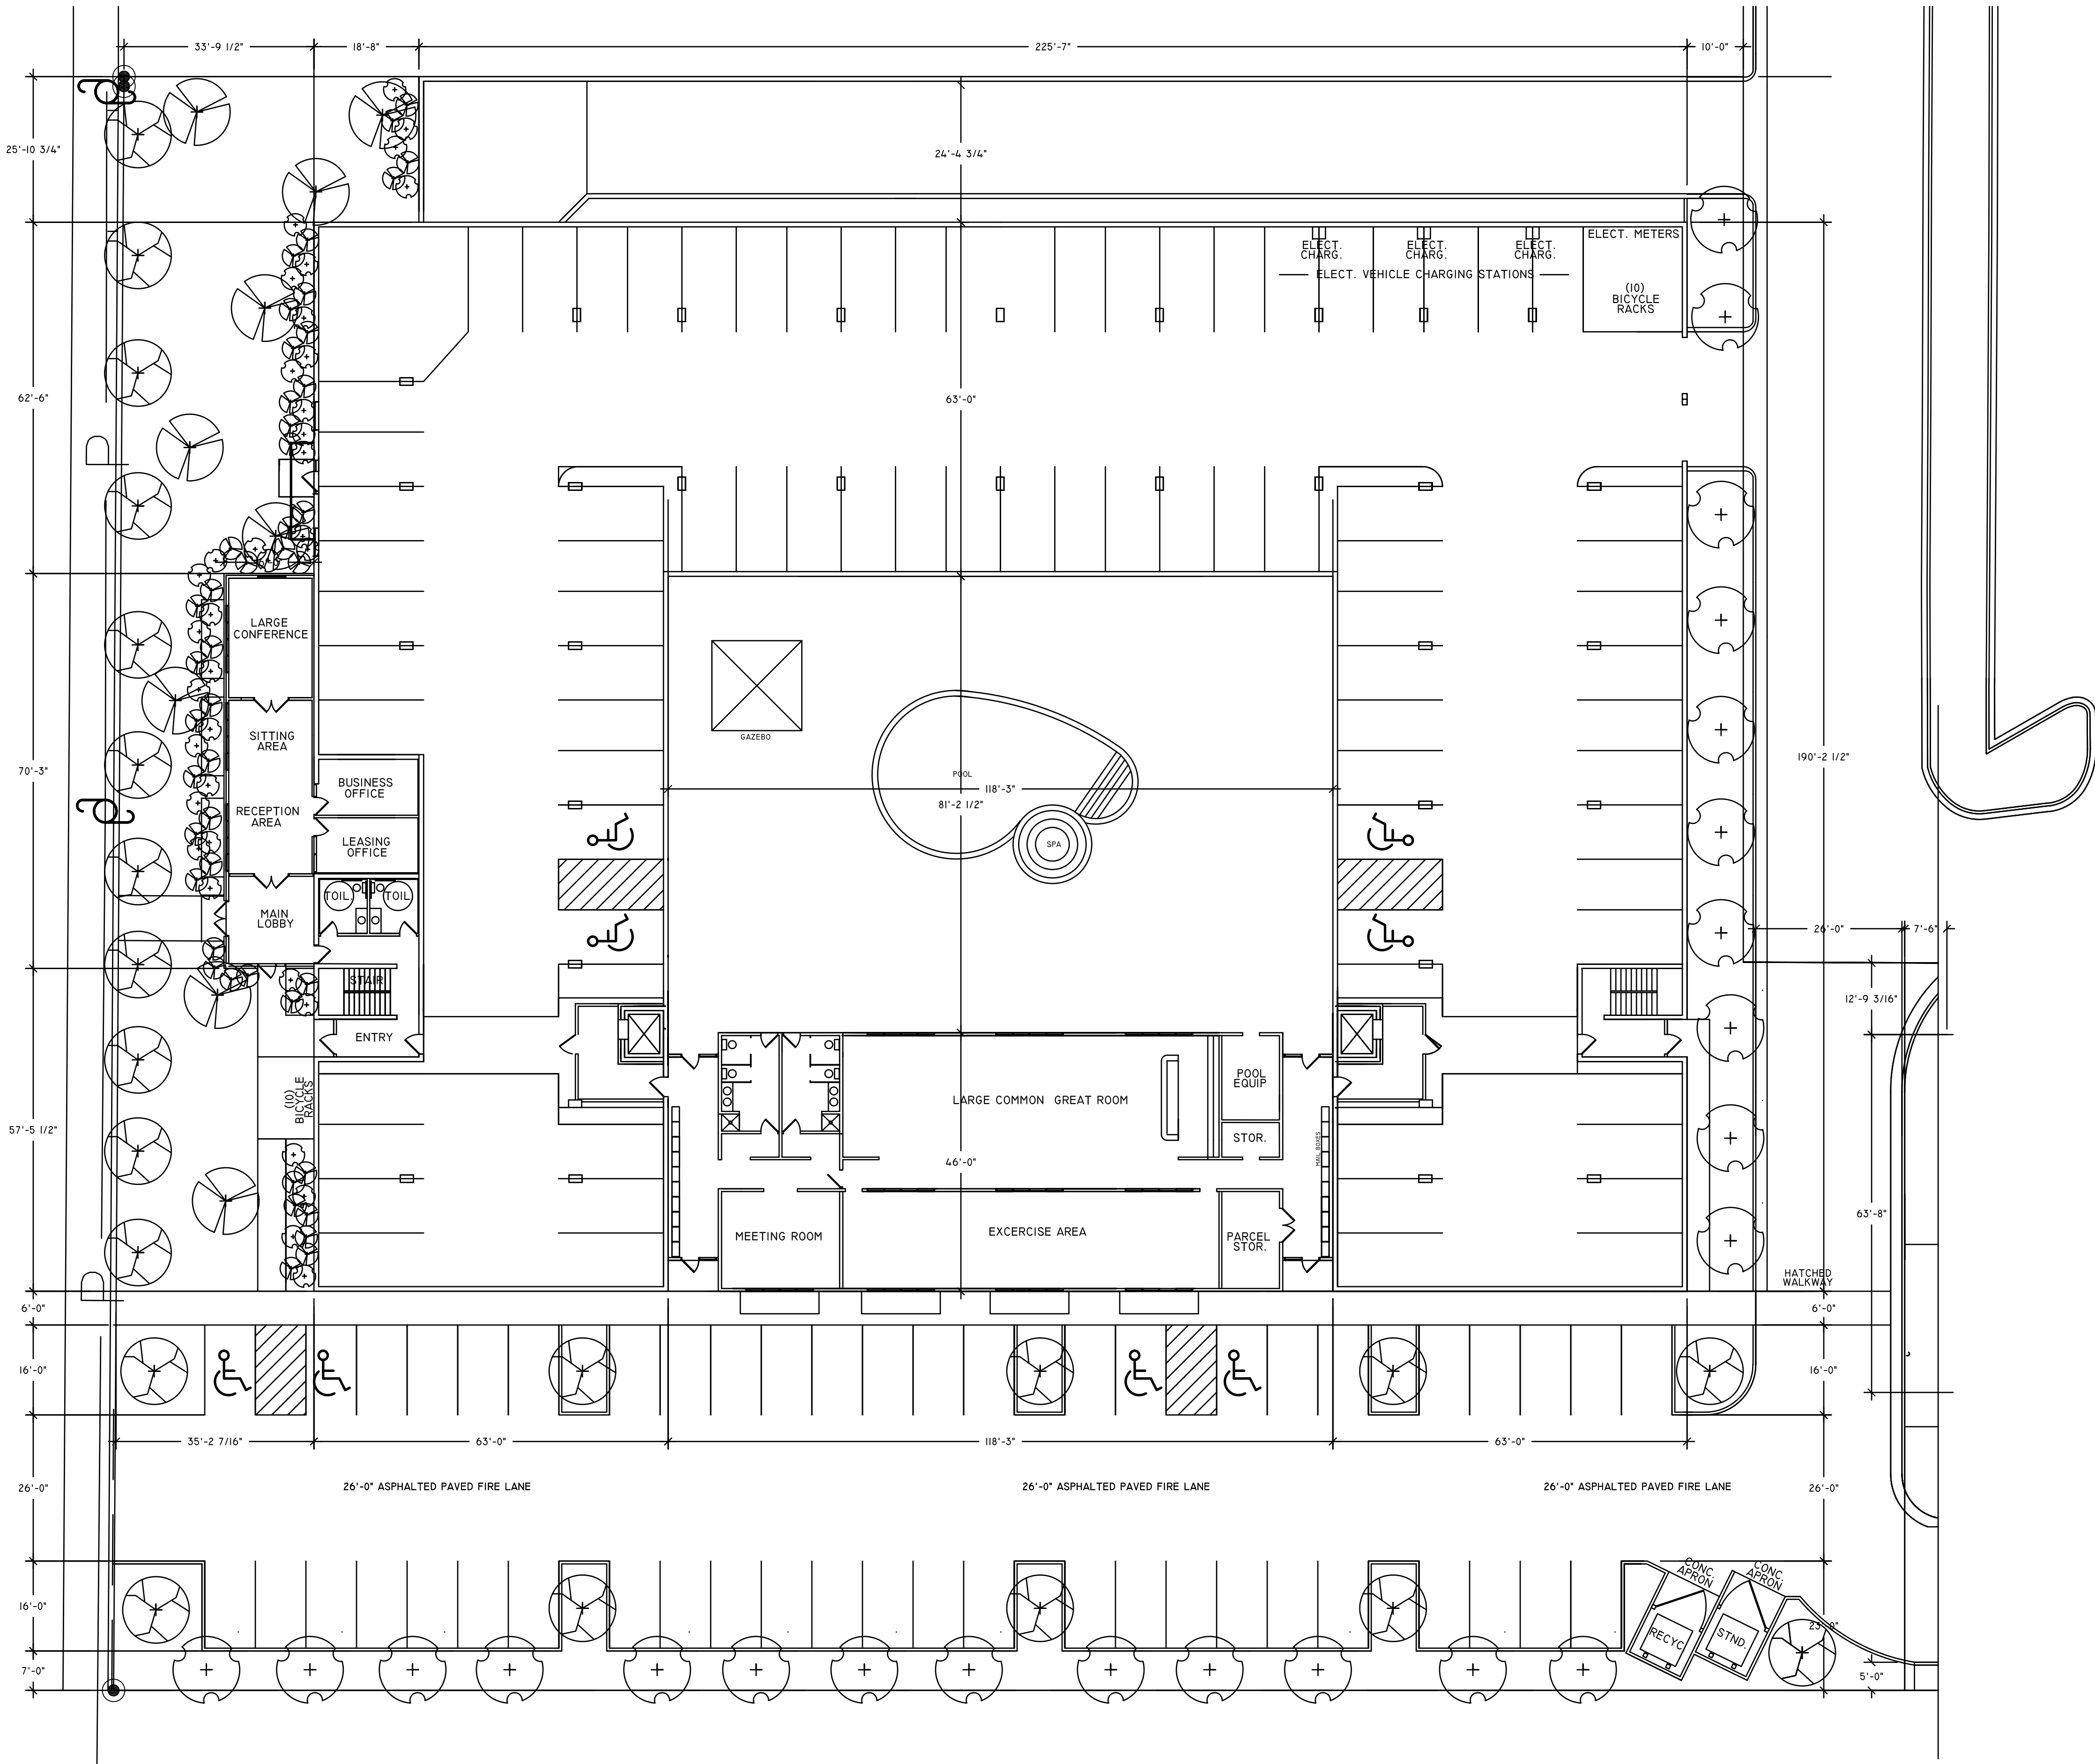 33'-9 1/2"
18'-8"
225'-7"
10'-0"
25'-10 3/4"
24'-4 3/4"
ELECT. METERS
ELECT.
CHARG.
ELECT.
CHARG.
ELECT.
CHARG.
ELECT. VEHICLE CHARGING STATIONS
(10)
BICYCLE
RACKS
62'-6"
63'-0"
LARGE
CONFERENCE
SITTING
AREA
GAZEBO
70'-3"
190'-2 1/2"
BUSINESS
OFFICE
POOL
118'-3"
81'-2 1/2"
RECEPTION
AREA
LEASING
OFFICE
SPA
TOIL.
TOIL.
MAIN
LOBBY
26'-0"
7'-6"
STAIR
12'-9 3/16"
ENTRY
(10)
BICYCLE
RACKS
POOL
EQUIP
LARGE COMMON GREAT ROOM
57'-5 1/2"
STOR.
MAIL BOXES
46'-0"
63'-8"
MEETING ROOM
EXCERCISE AREA
PARCEL
STOR.
HATCHED
WALKWAY
6'-0"
6'-0"
16'-0"
16'-0"
35'-2 7/16"
63'-0"
118'-3"
63'-0"
26'-0"
26'-0" ASPHALTED PAVED FIRE LANE
26'-0" ASPHALTED PAVED FIRE LANE
26'-0" ASPHALTED PAVED FIRE LANE
26'-0"
CONC.
APRON
CONC.
APRON
16'-0"
23'-0"
RECYC
STND.
7'-0"
5'-0"